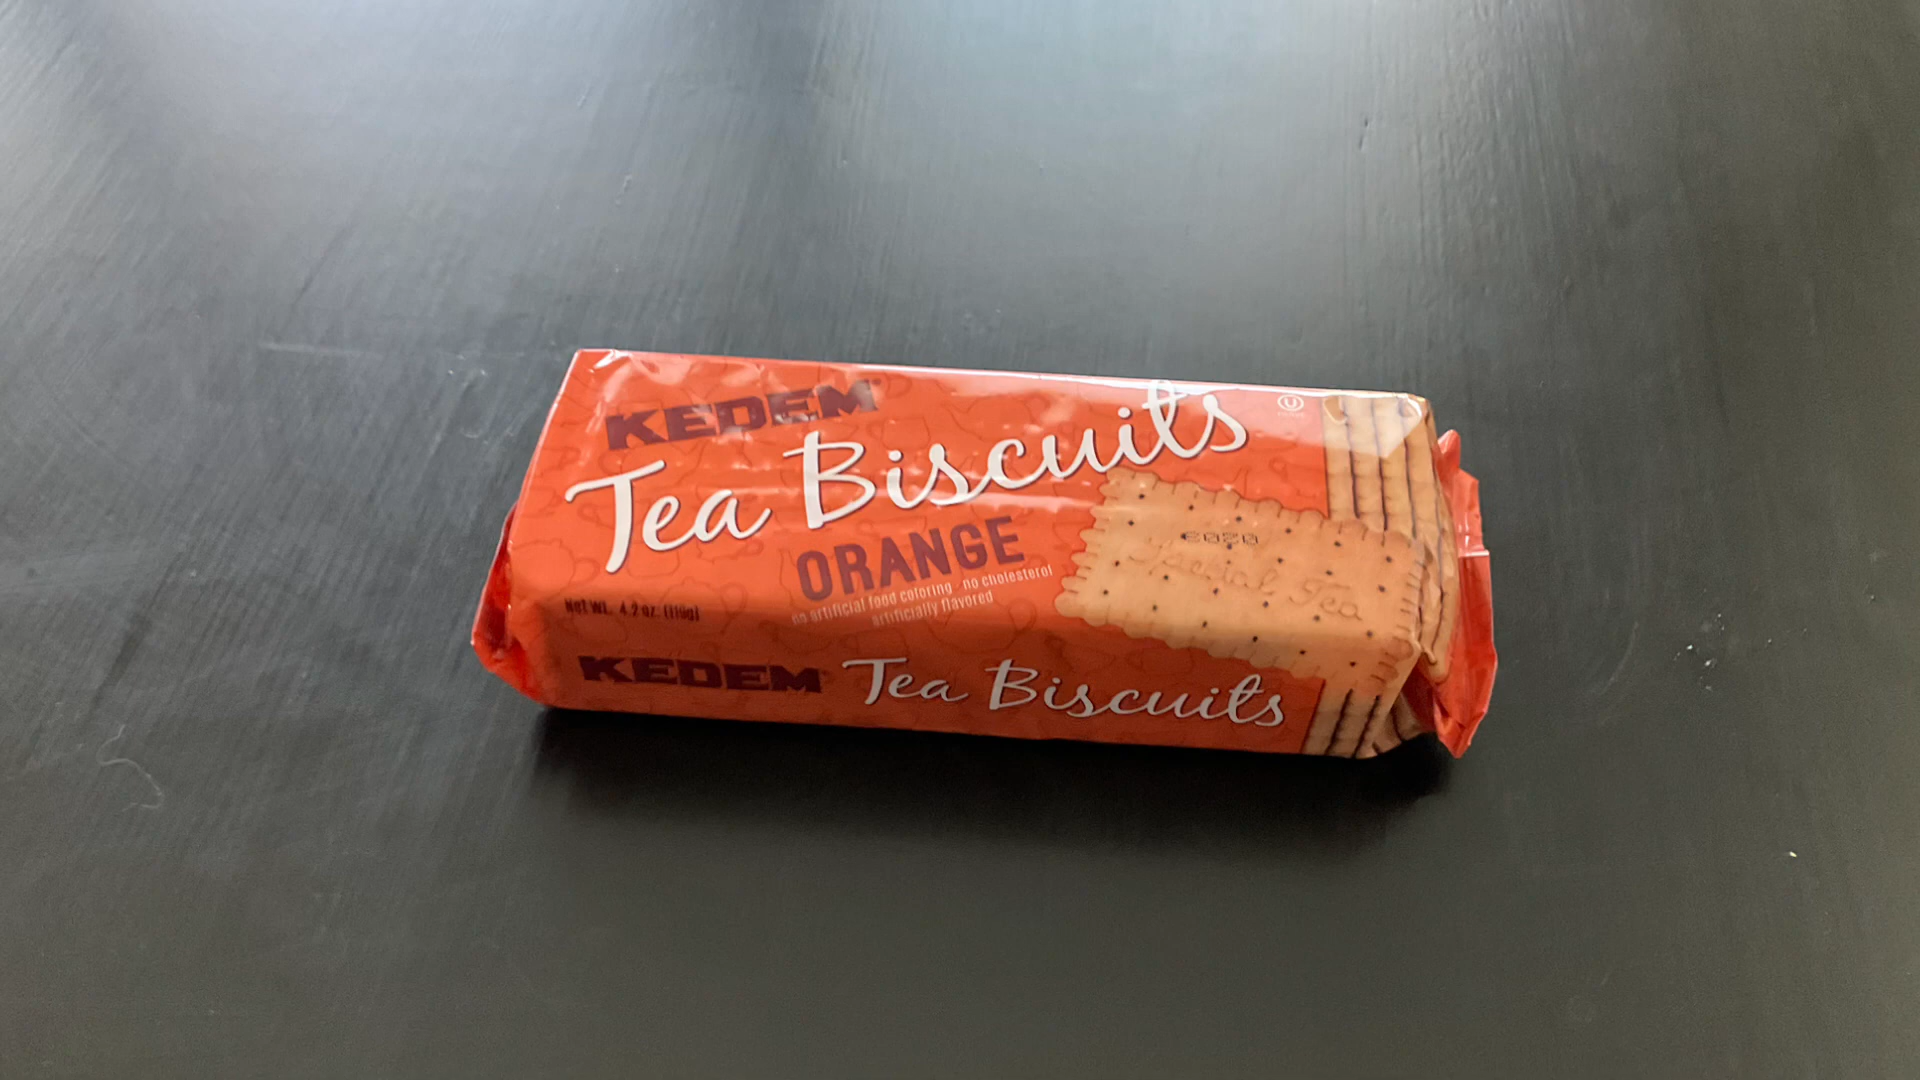 KEDEM
Tea Biscuits
ORANGE
no artificial food coloring · no cholesterol
artificially flavored
Net Wt. 4.2 oz. (119g)
U
Special Tea
KEDEM Tea Biscuits